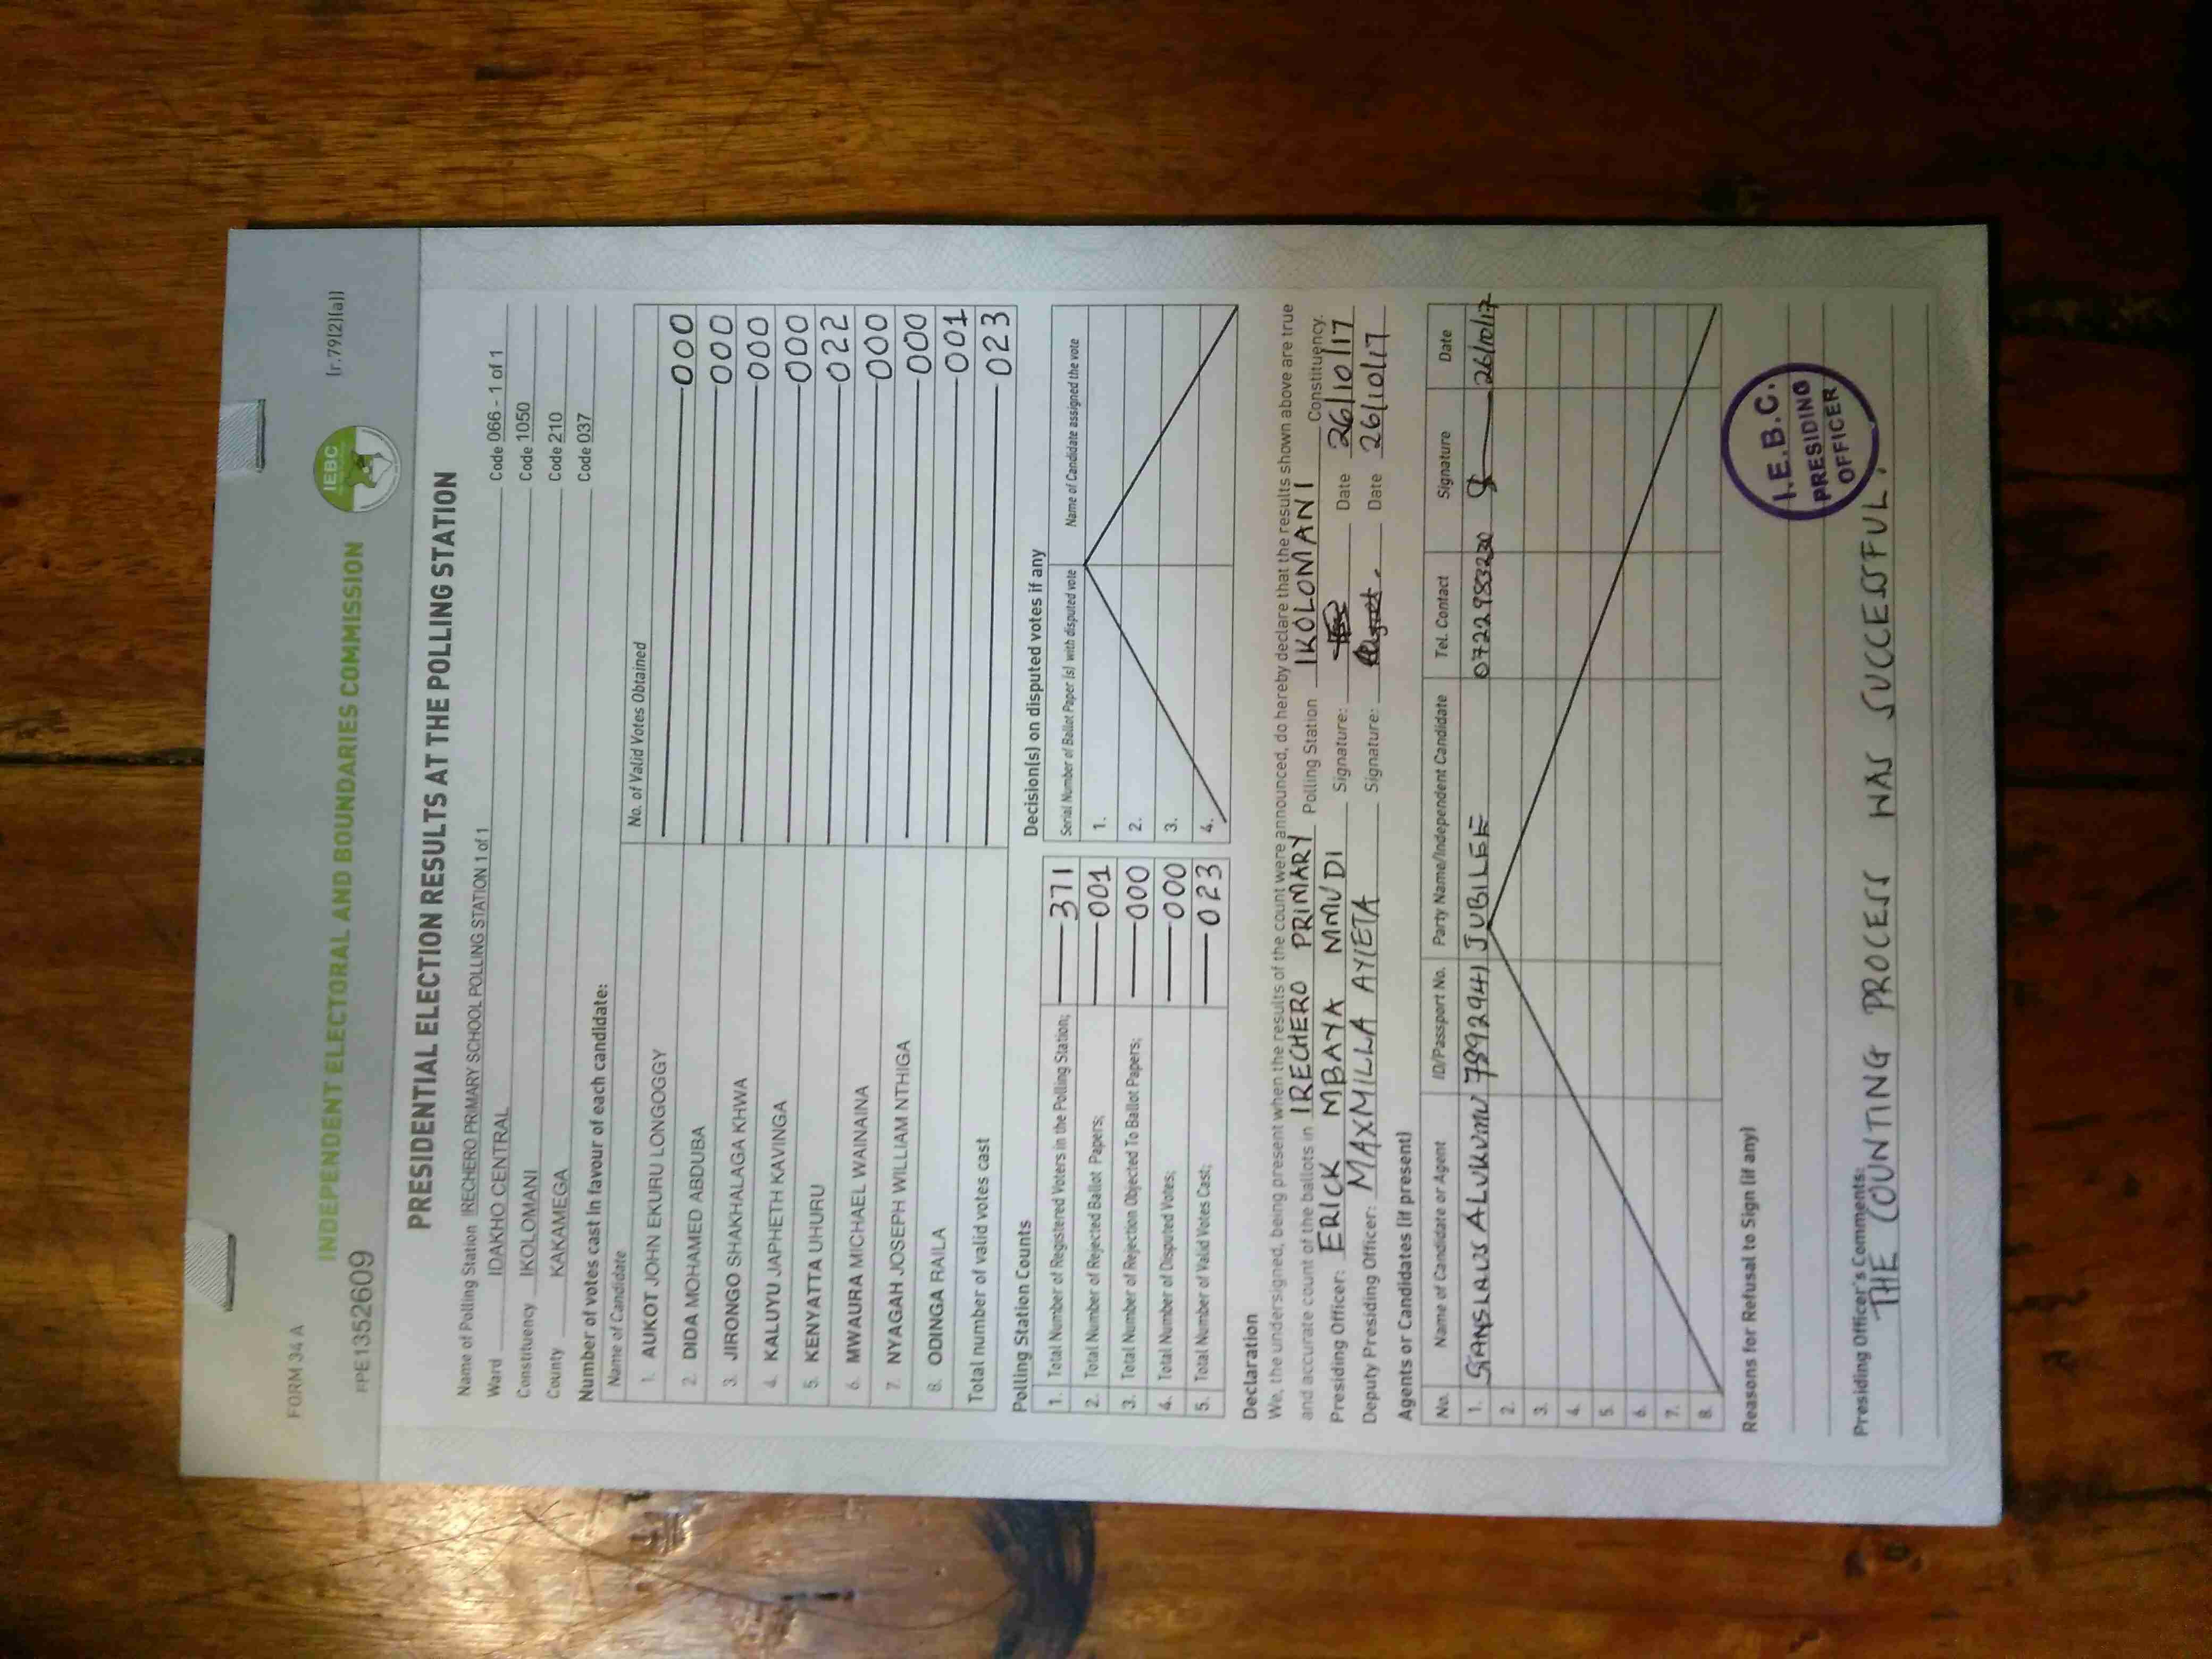 FORM 34 A
(r.79(2)(a))
INDEPENDENT ELECTORAL AND BOUNDARIES COMMISSION
IEBC
FPE1352609
PRESIDENTIAL ELECTION RESULTS AT THE POLLING STATION
Name of Polling Station IRECHERO PRIMARY SCHOOL POLLING STATION 1 of 1 Code 066 - 1 of 1
Ward IDAKHO CENTRAL Code 1050
Constituency IKOLOMANI Code 210
County KAKAMEGA Code 037
Number of votes cast in favour of each candidate:
Name of Candidate No. of Valid Votes Obtained
1. AUKOT JOHN EKURU LONGOGGY 000
2. DIDA MOHAMED ABDUBA 000
3. JIRONGO SHAKHALAGA KHWA 000
4. KALUYU JAPHETH KAVINGA 000
5. KENYATTA UHURU 022
6. MWAURA MICHAEL WAINAINA 000
7. NYAGAH JOSEPH WILLIAM NTHIGA 000
8. ODINGA RAILA 001
Total number of valid votes cast 023
Polling Station Counts
1. Total Number of Registered Voters in the Polling Station; 371
2. Total Number of Rejected Ballot Papers; 001
3. Total Number of Rejection Objected To Ballot Papers; 000
4. Total Number of Disputed Votes; 000
5. Total Number of Valid Votes Cast; 023
Decision(s) on disputed votes if any
Serial Number of Ballot Paper (s) with disputed vote Name of Candidate assigned the vote
1.
2.
3.
4.
Declaration
We, the undersigned, being present when the results of the count were announced, do hereby declare that the results shown above are true
and accurate count of the ballots in IRECHERO PRIMARY Polling Station IKOLOMANI Constituency.
Presiding Officer: ERICK MBAYA MMUDI Signature: Date 26/10/17
Deputy Presiding Officer: MAXMILLA AYIETA Signature: Date 26/10/17
Agents or Candidates (if present)
No. Name of Candidate or Agent ID/Passport No. Party Name/Independent Candidate Tel. Contact Signature Date
1. JUBILEE 0722983230 26/10/17
2.
3.
4.
5.
6.
7.
8.
Reasons for Refusal to Sign (if any)
Presiding Officer's Comments:
THE COUNTING PROCESS WAS SUCCESSFUL.
I.E.B.C.
PRESIDING
OFFICER